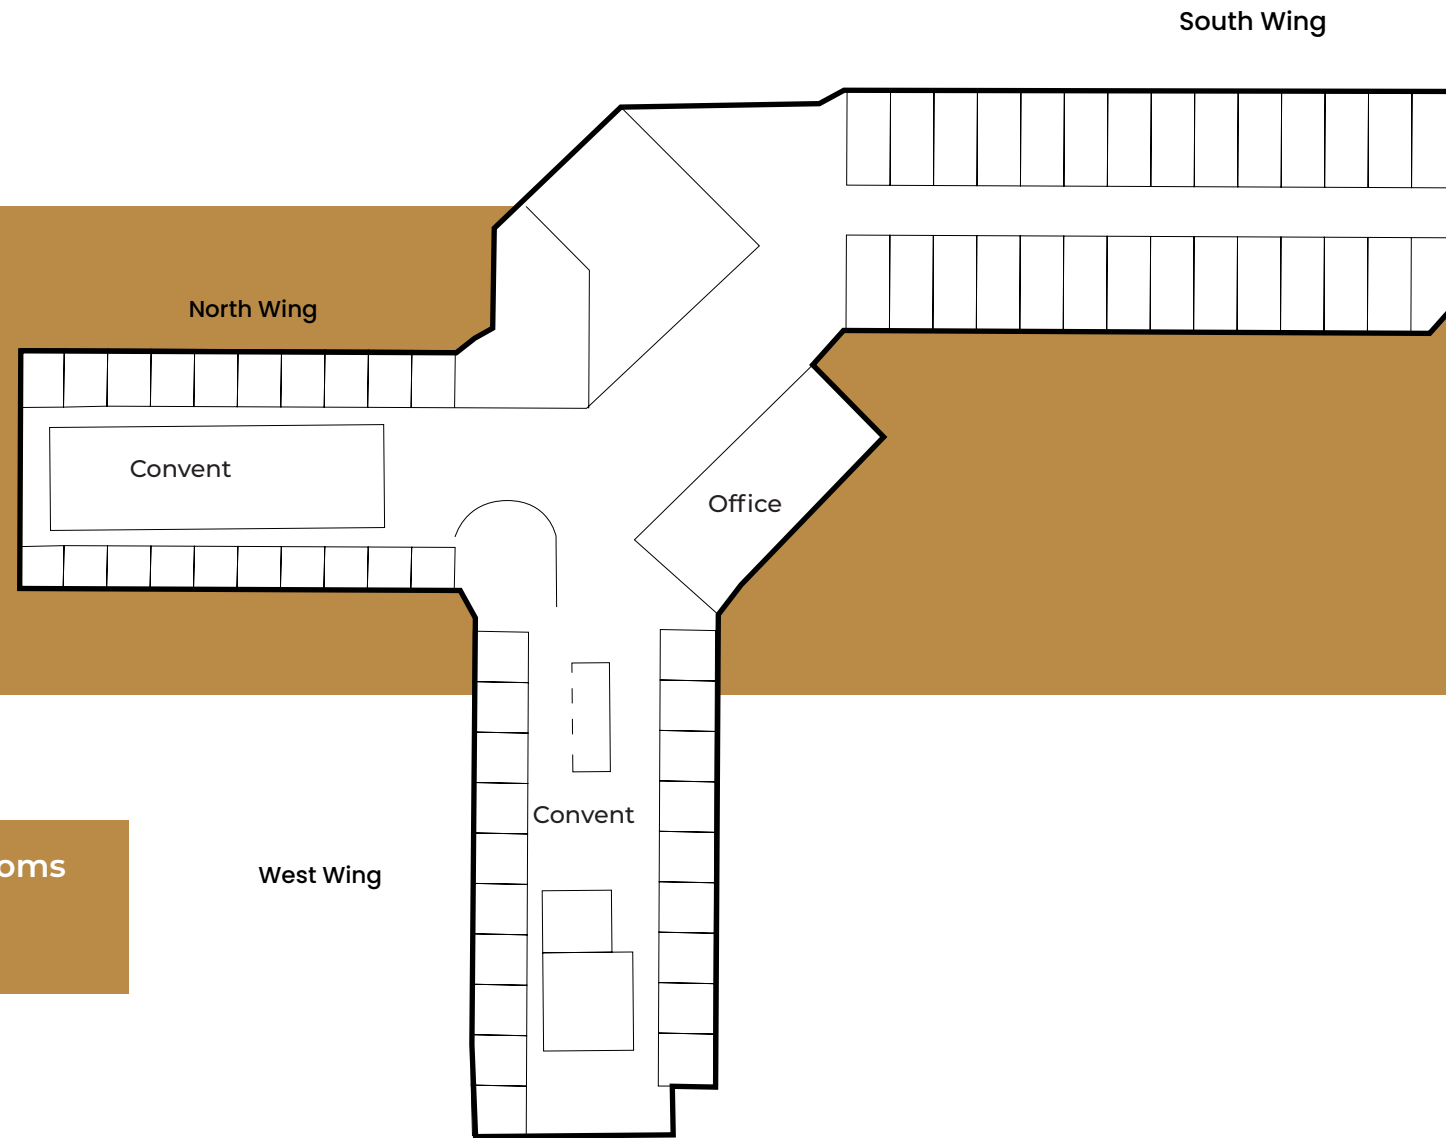 South Wing
North Wing
Convent
Office
Convent
oms
West Wing